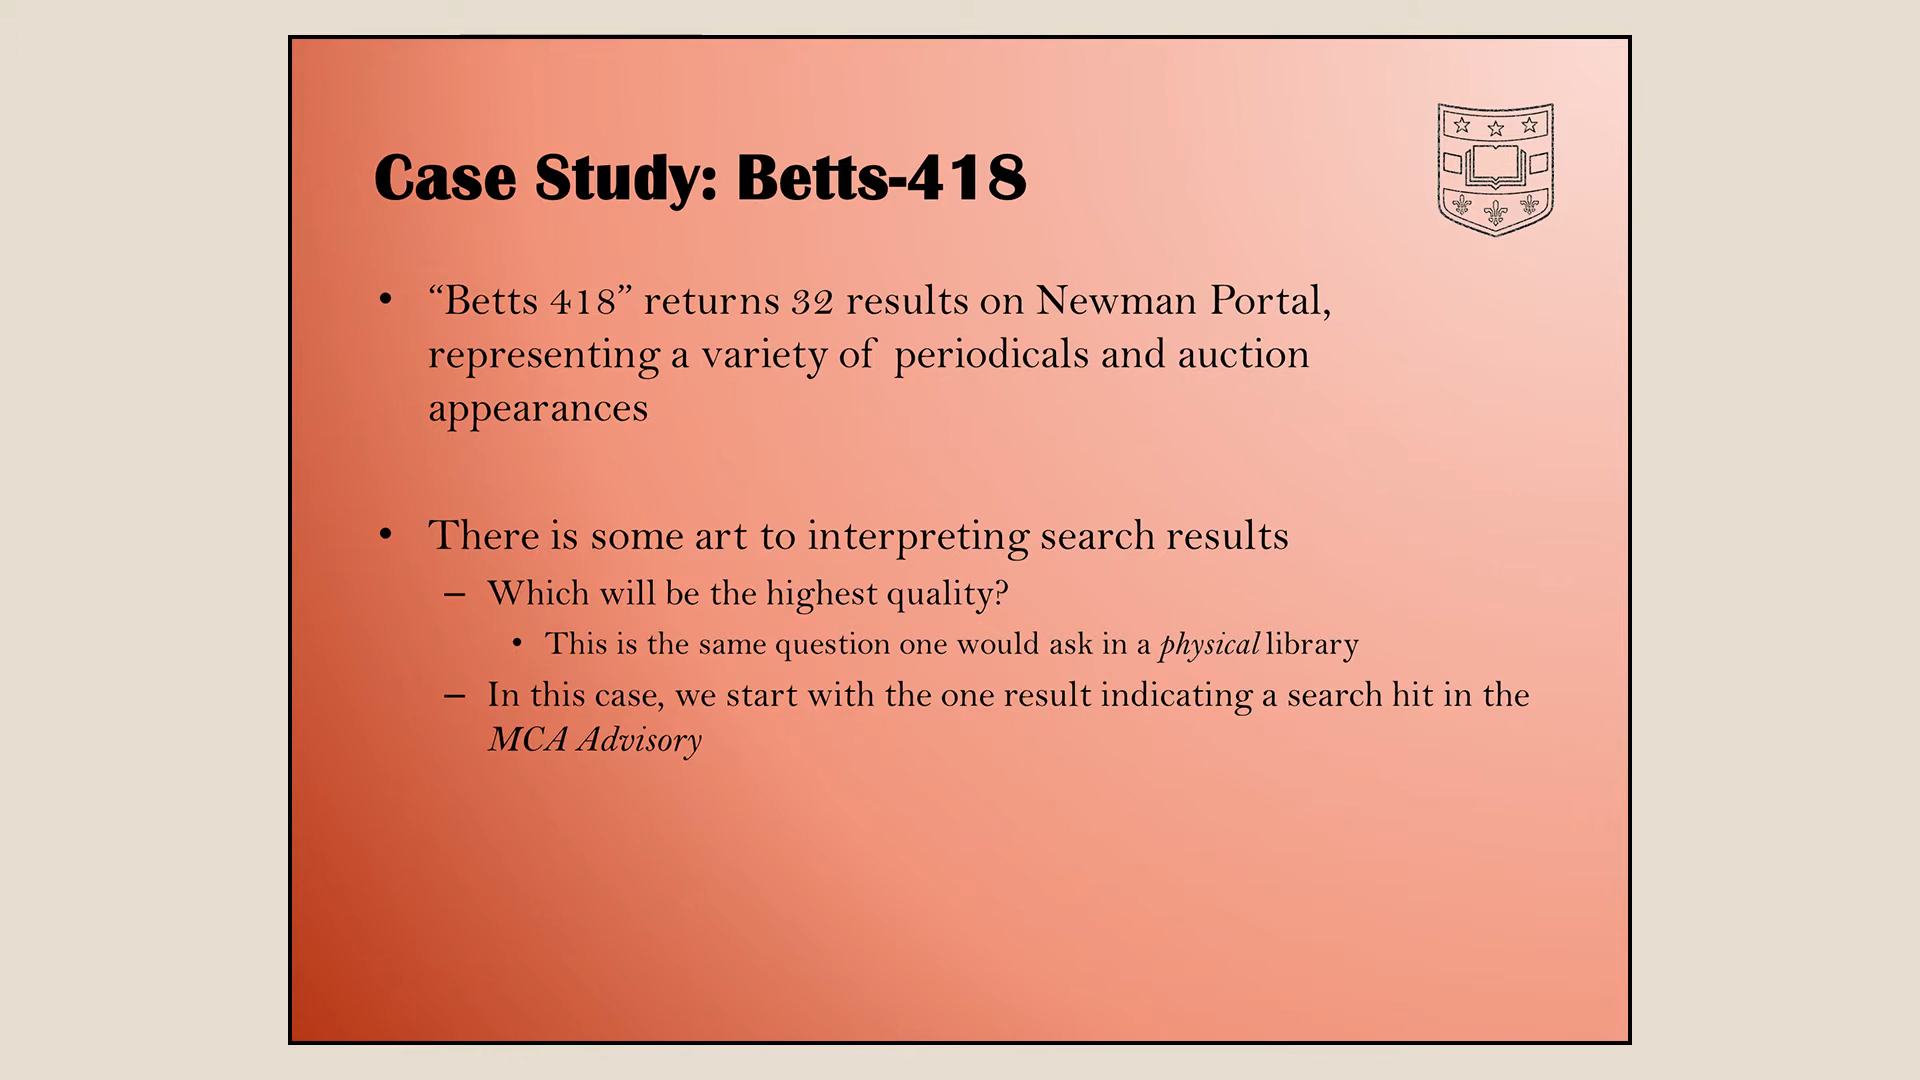 Case Study: Betts-418
• “Betts 418” returns 32 results on Newman Portal,
representing a variety of periodicals and auction
appearances
• There is some art to interpreting search results
– Which will be the highest quality?
• This is the same question one would ask in a physical library
– In this case, we start with the one result indicating a search hit in the
MCA Advisory